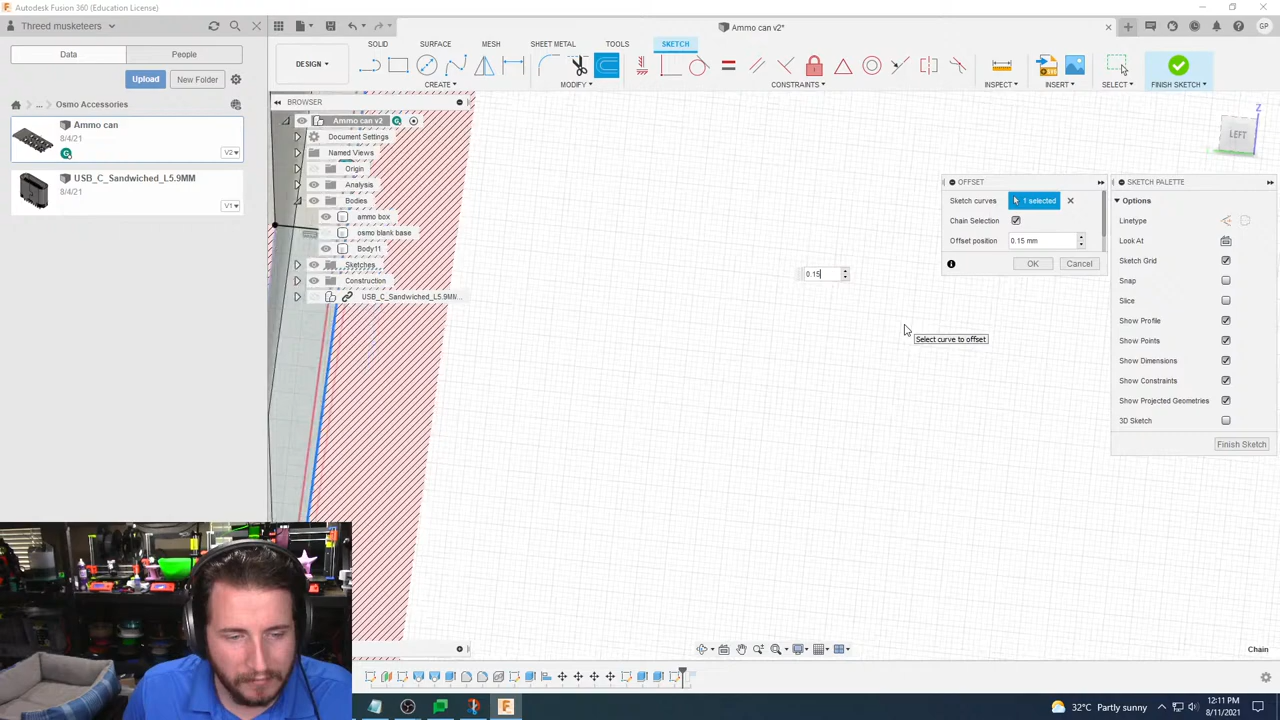 Autodesk Fusion 360 (Education License)
Threed musketeers
Ammo can v2*
GP
Data
People
Upload
New Folder
... Osmo Accessories
Ammo can
8/4/21
V2
USB_C_Sandwiched_L5.9MM
8/4/21
V1
DESIGN
SOLID
SURFACE
MESH
SHEET METAL
TOOLS
SKETCH
CREATE
MODIFY
CONSTRAINTS
INSPECT
INSERT
SELECT
FINISH SKETCH
BROWSER
Ammo can v2
Document Settings
Named Views
Origin
Analysis
Bodies
ammo box
osmo blank base
Body11
Sketches
Construction
USB_C_Sandwiched_L5.9MM...
Z
LEFT
OFFSET
Sketch curves
1 selected
Chain Selection
Offset position
0.15 mm
OK
Cancel
0.15
Select curve to offset
SKETCH PALETTE
Options
Linetype
Look At
Sketch Grid
Snap
Slice
Show Profile
Show Points
Show Dimensions
Show Constraints
Show Projected Geometries
3D Sketch
Finish Sketch
Chain
32°C Partly sunny
12:11 PM
8/11/2021